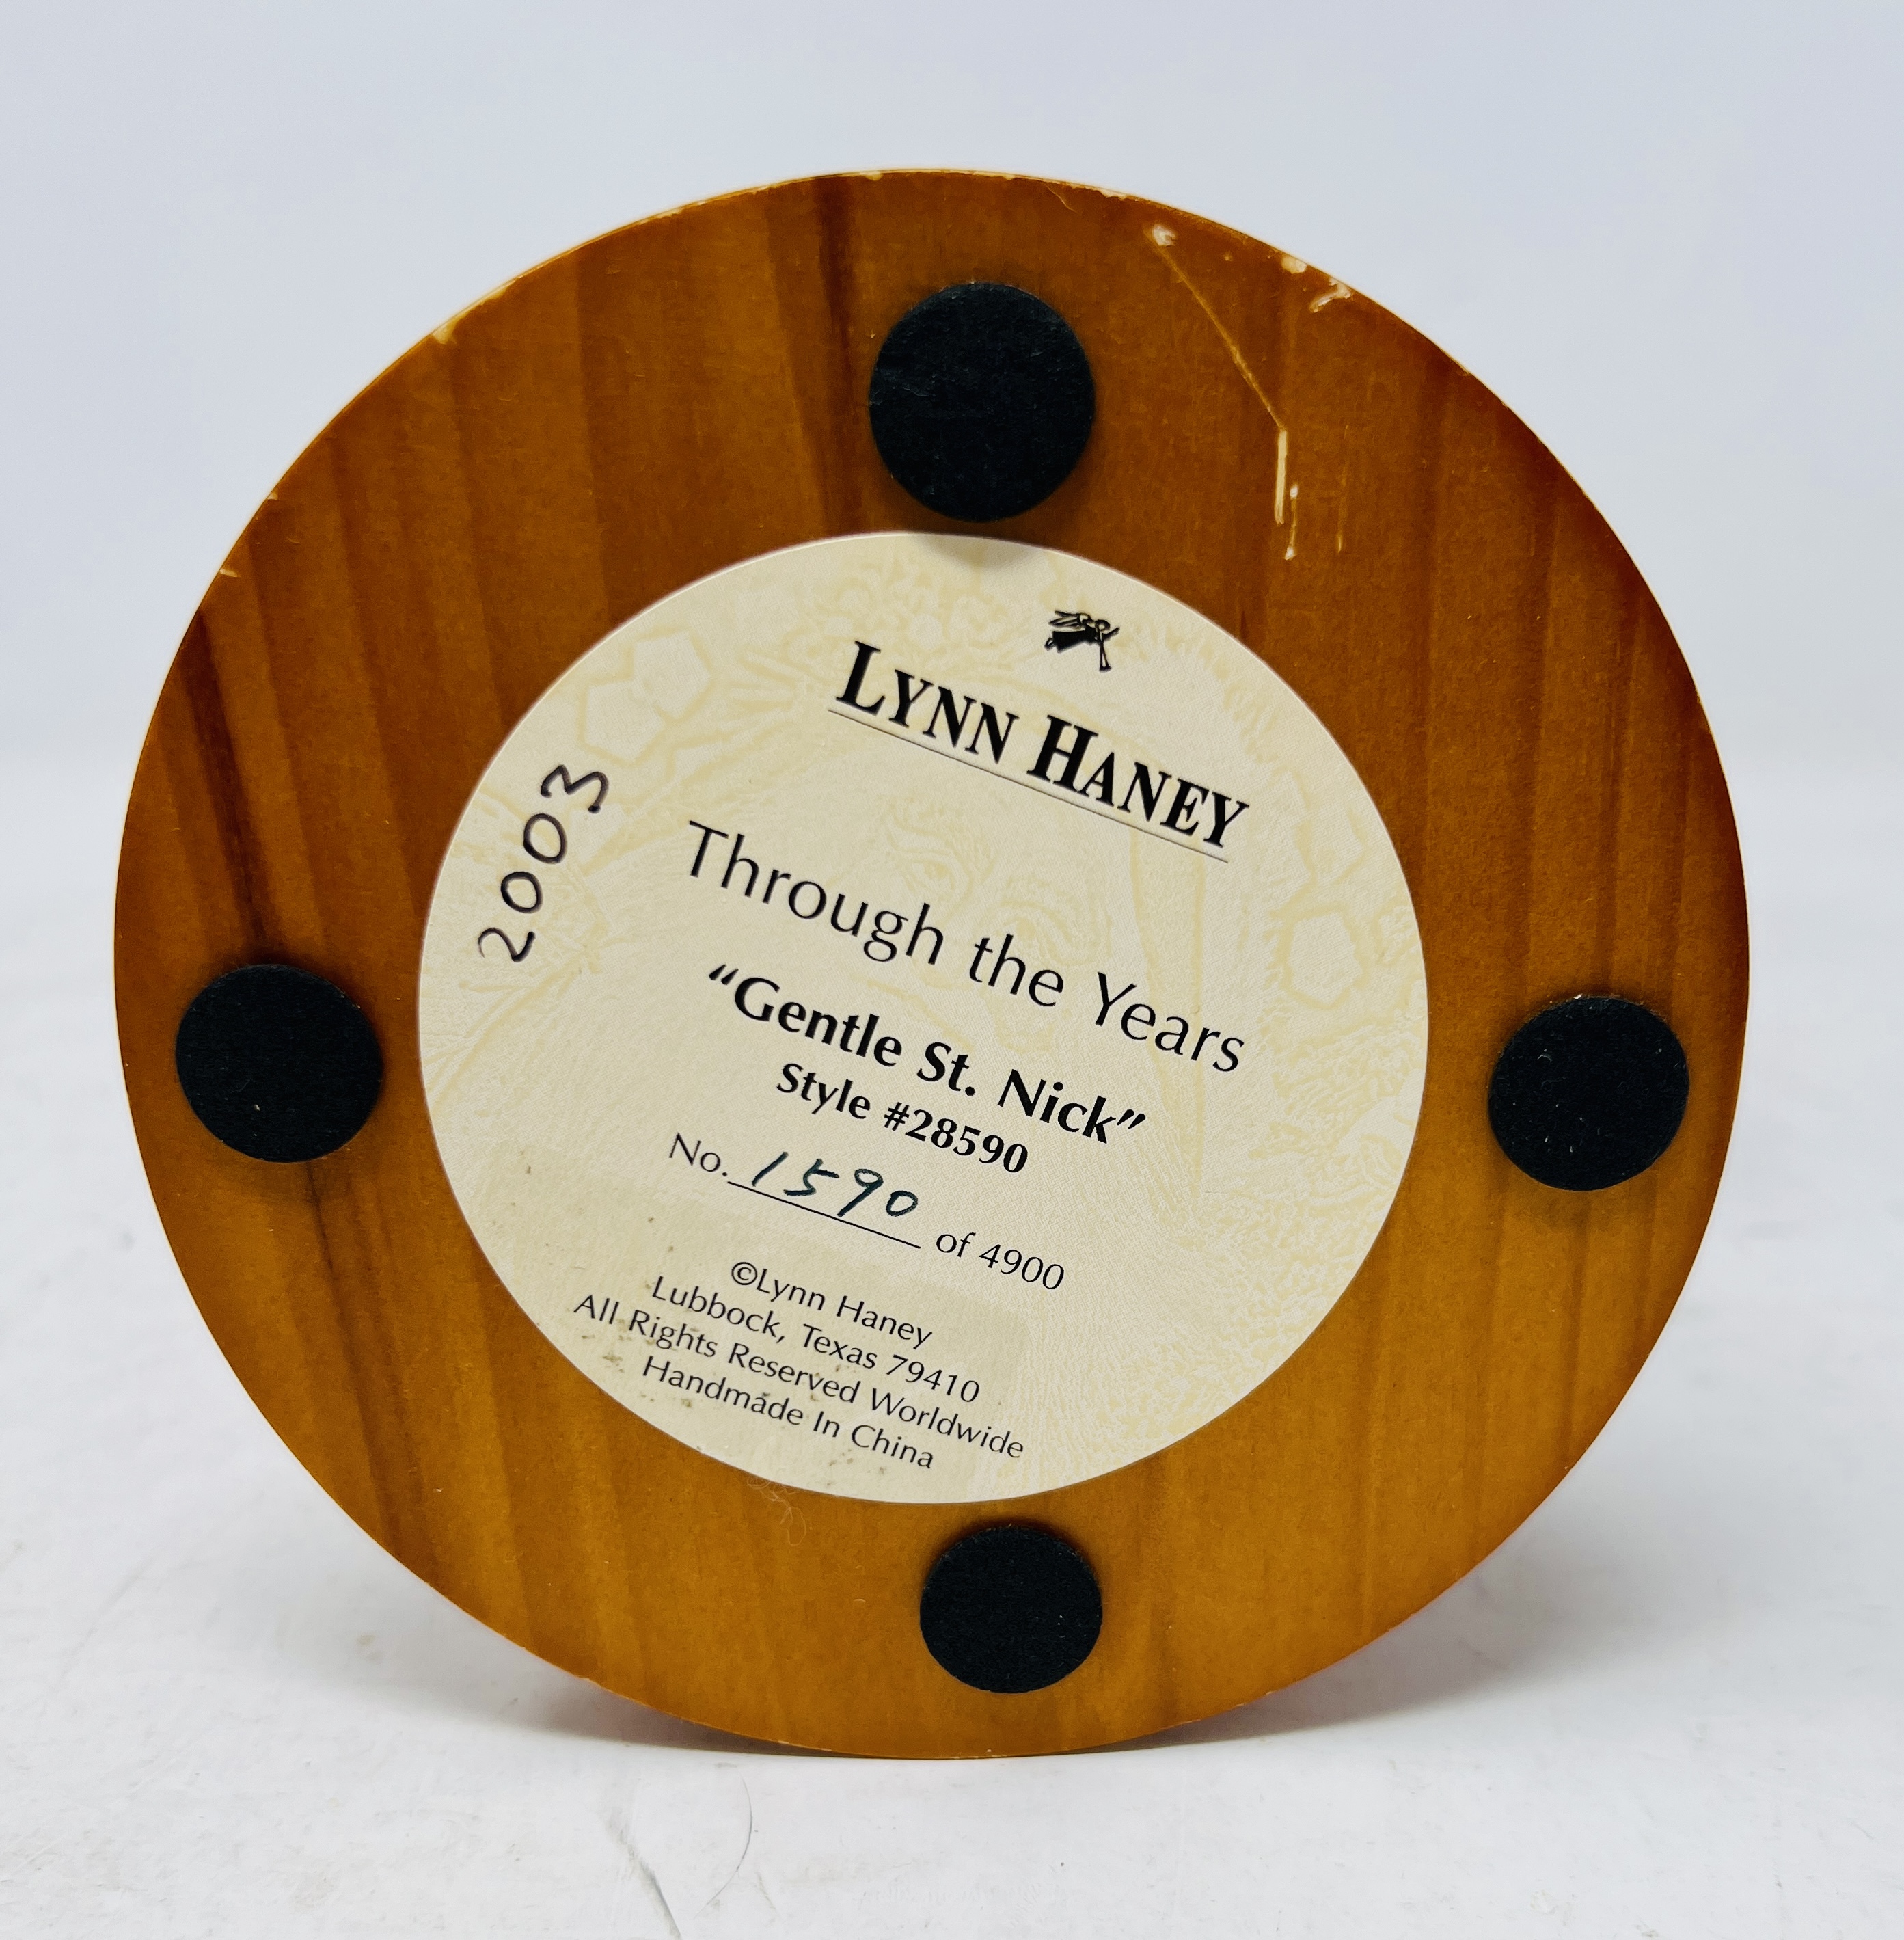 LYNN HANEY
Through the Years
“Gentle St. Nick”
Style #28590
No. 1590 of 4900
©Lynn Haney
Lubbock, Texas 79410
All Rights Reserved Worldwide
Handmade In China
2003